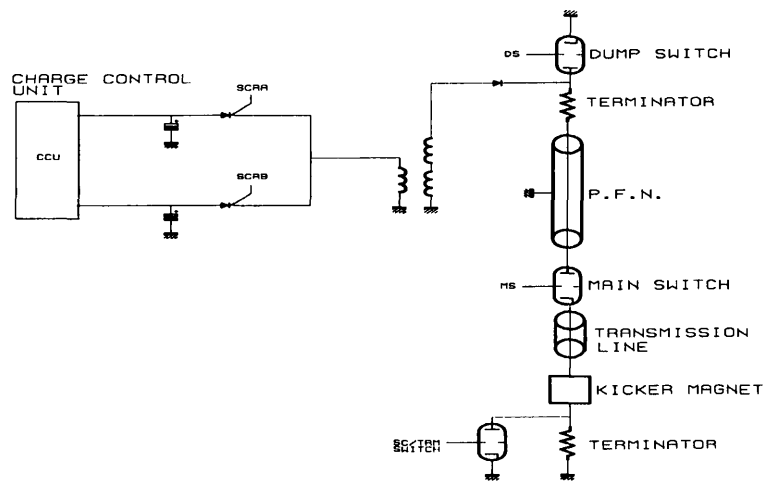 DS
DUMP SWITCH
CHARGE CONTROL
UNIT
SCRA
TERMINATOR
CCU
SCRB
P.F.N.
MS
MAIN SWITCH
TRANSMISSION
LINE
KICKER MAGNET
SC/TRM
SWITCH
TERMINATOR